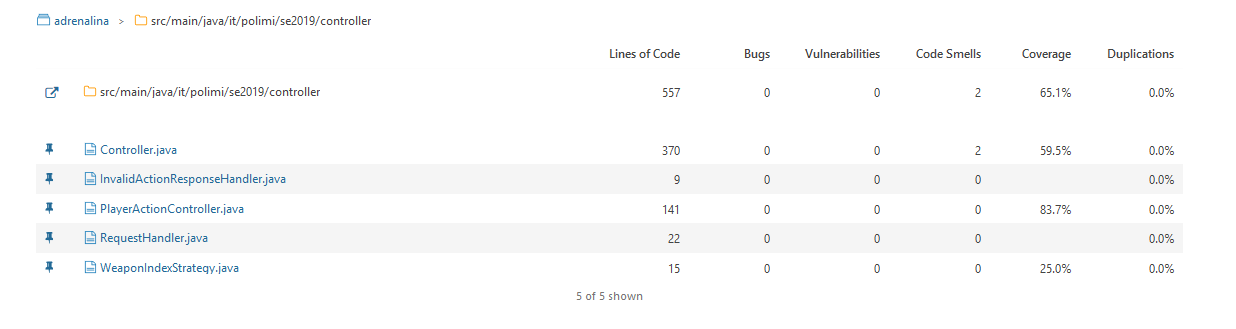 adrenalina > src/main/java/it/polimi/se2019/controller
Lines of Code Bugs Vulnerabilities Code Smells Coverage Duplications
src/main/java/it/polimi/se2019/controller 557 0 0 2 65.1% 0.0%
Controller.java 370 0 0 2 59.5% 0.0%
InvalidActionResponseHandler.java 9 0 0 0 0.0%
PlayerActionController.java 141 0 0 0 83.7% 0.0%
RequestHandler.java 22 0 0 0 0.0%
WeaponIndexStrategy.java 15 0 0 0 25.0% 0.0%
5 of 5 shown